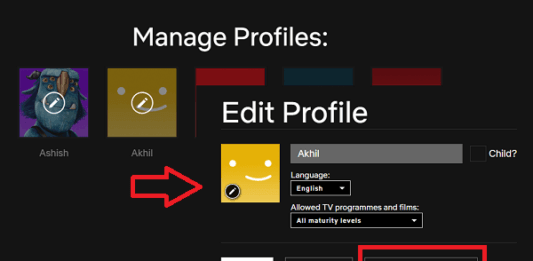 Manage Profiles:
Ashish
Akhil
Edit Profile
Akhil
Child?
Language:
English
Allowed TV programmes and films:
All maturity levels